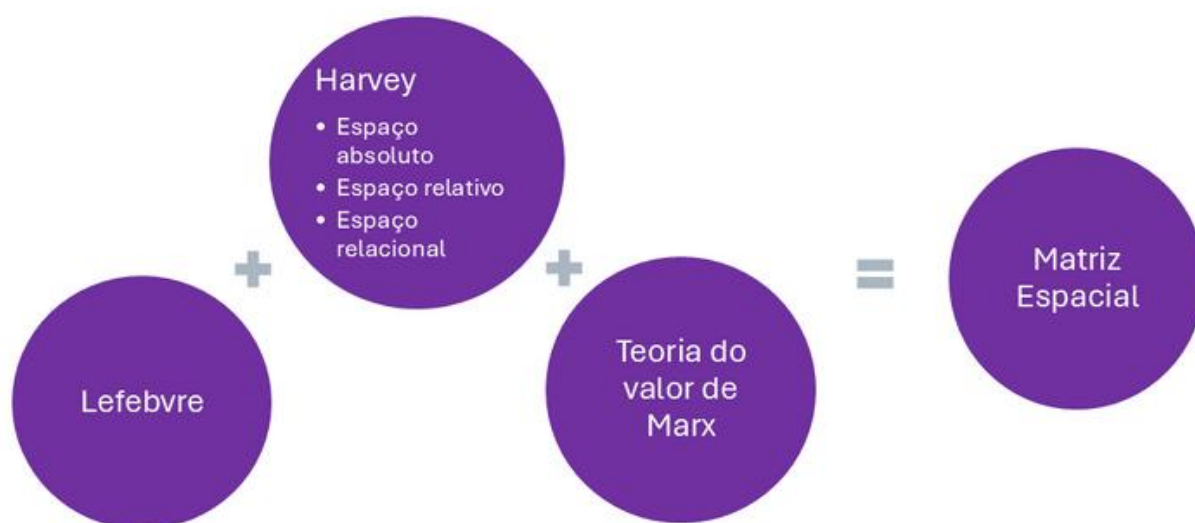 Harvey
• Espaço
absoluto
• Espaço relativo
• Espaço
relacional
Lefebvre
Teoria do
valor de
Marx
Matriz
Espacial